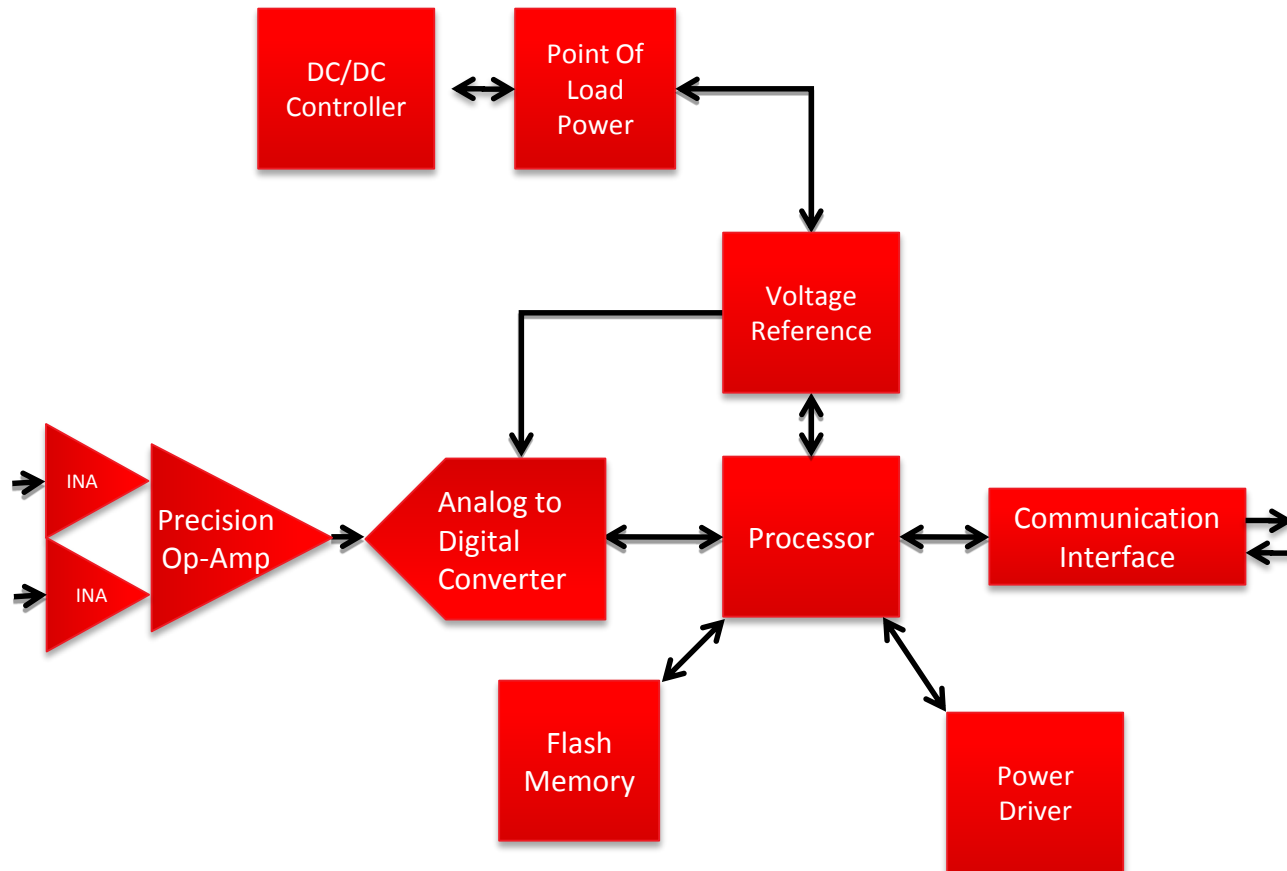 DC/DC
Controller
Point Of
Load
Power
Voltage
Reference
INA
INA
Precision
Op-Amp
Analog to
Digital
Converter
Processor
Communication
Interface
Flash
Memory
Power
Driver